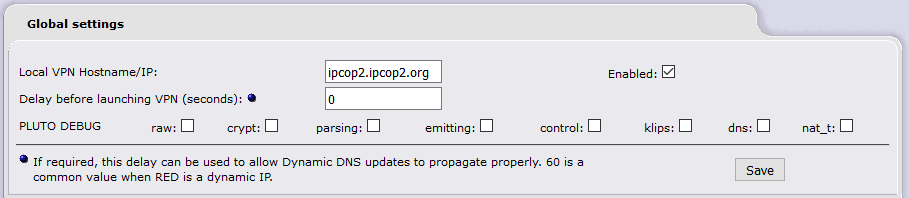 Global settings
Local VPN Hostname/IP: ipcop2.ipcop2.org Enabled:
Delay before launching VPN (seconds): 0
PLUTO DEBUG raw: crypt: parsing: emitting: control: klips: dns: nat_t:
If required, this delay can be used to allow Dynamic DNS updates to propagate properly. 60 is a
common value when RED is a dynamic IP.
Save